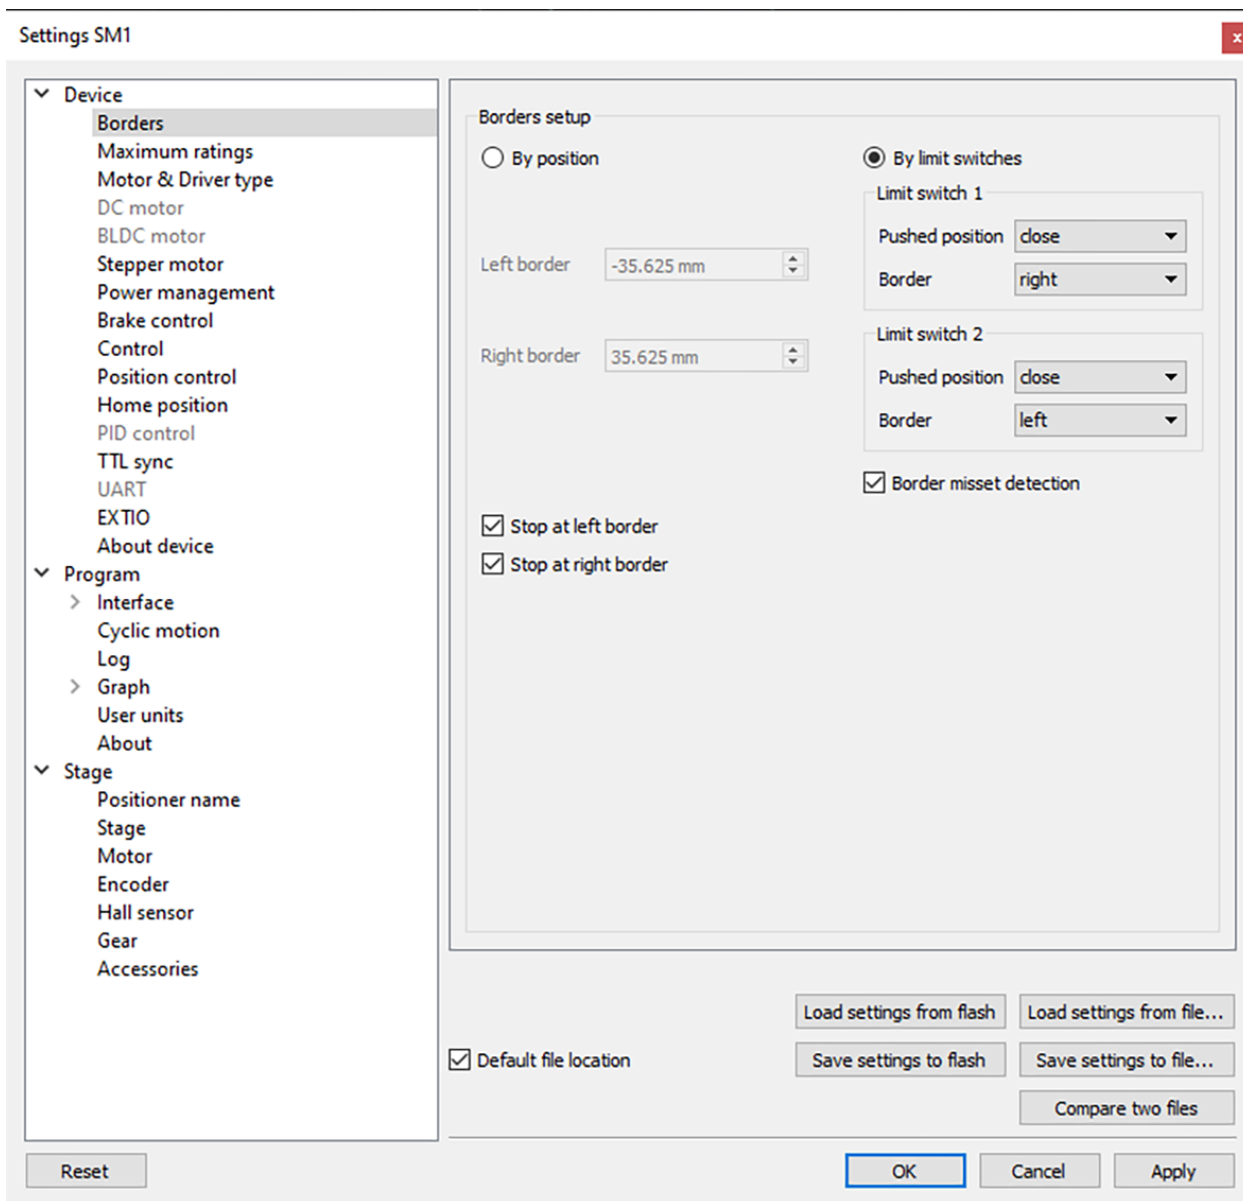 Settings SM1
x
Device
Borders
Maximum ratings
Motor & Driver type
DC motor
BLDC motor
Stepper motor
Power management
Brake control
Control
Position control
Home position
PID control
TTL sync
UART
EXTIO
About device
Program
Interface
Cyclic motion
Log
Graph
User units
About
Stage
Positioner name
Stage
Motor
Encoder
Hall sensor
Gear
Accessories
Borders setup
By position
By limit switches
Limit switch 1
Pushed position close
Border right
Left border -35.625 mm
Limit switch 2
Right border 35.625 mm
Pushed position close
Border left
Border misset detection
Stop at left border
Stop at right border
Load settings from flash
Load settings from file...
Default file location
Save settings to flash
Save settings to file...
Compare two files
Reset
OK
Cancel
Apply